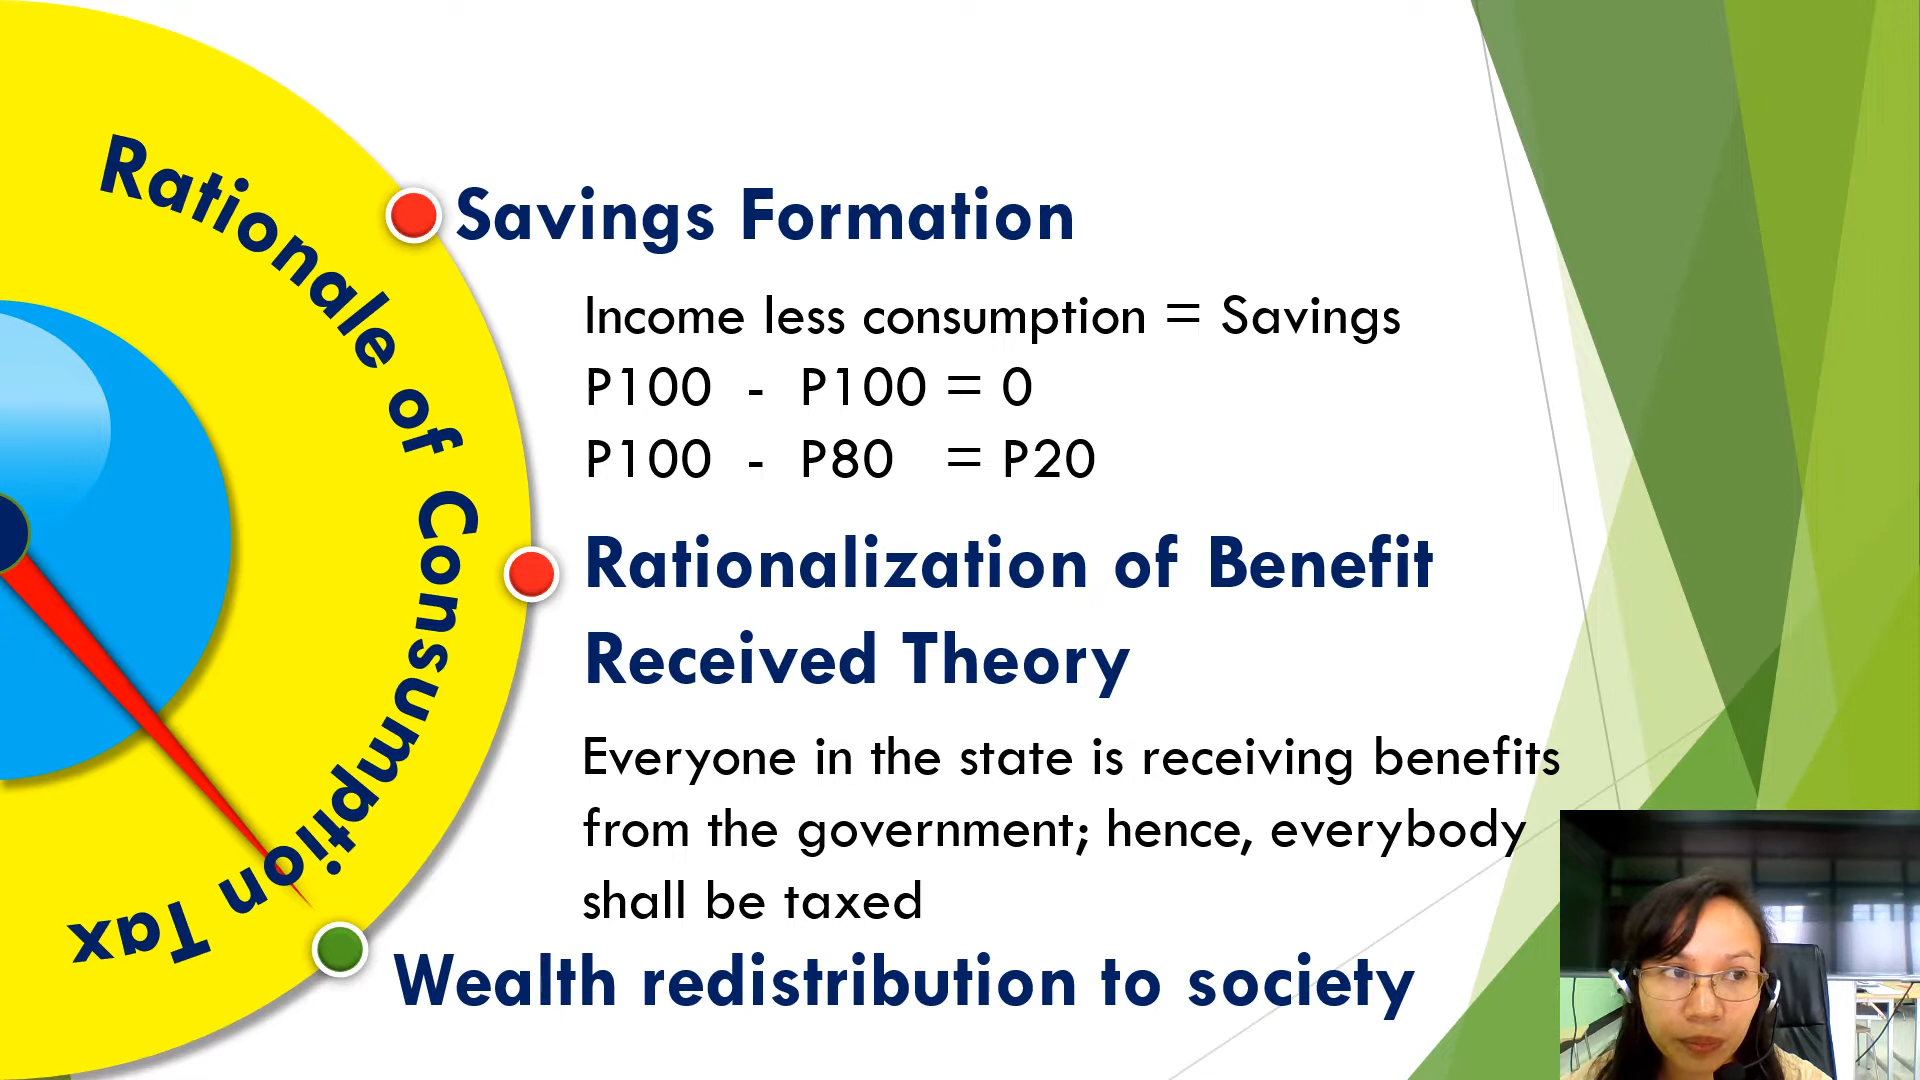 Rationale of Consumption Tax
Savings Formation
Income less consumption = Savings
P100 - P100 = 0
P100 - P80 = P20
Rationalization of Benefit
Received Theory
Everyone in the state is receiving benefits
from the government; hence, everybody
shall be taxed
Wealth redistribution to society